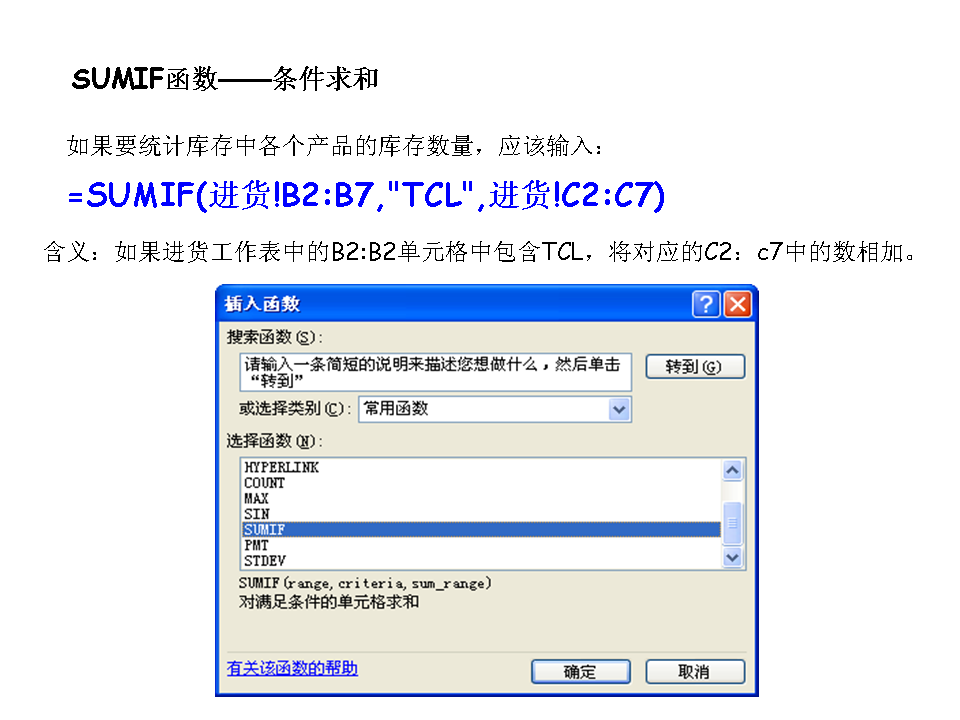 SUMIF函数——条件求和
如果要统计库存中各个产品的库存数量，应该输入：
=SUMIF(进货!B2:B7,"TCL",进货!C2:C7)
含义：如果进货工作表中的B2:B2单元格中包含TCL，将对应的C2：c7中的数相加。
插入函数
搜索函数(S):
请输入一条简短的说明来描述您想做什么，然后单击
“转到”
转到(G)
或选择类别(C): 常用函数
选择函数(N):
HYPERLINK
COUNT
MAX
SIN
SUMIF
PMT
STDEV
SUMIF(range,criteria,sum_range)
对满足条件的单元格求和
有关该函数的帮助 确定 取消